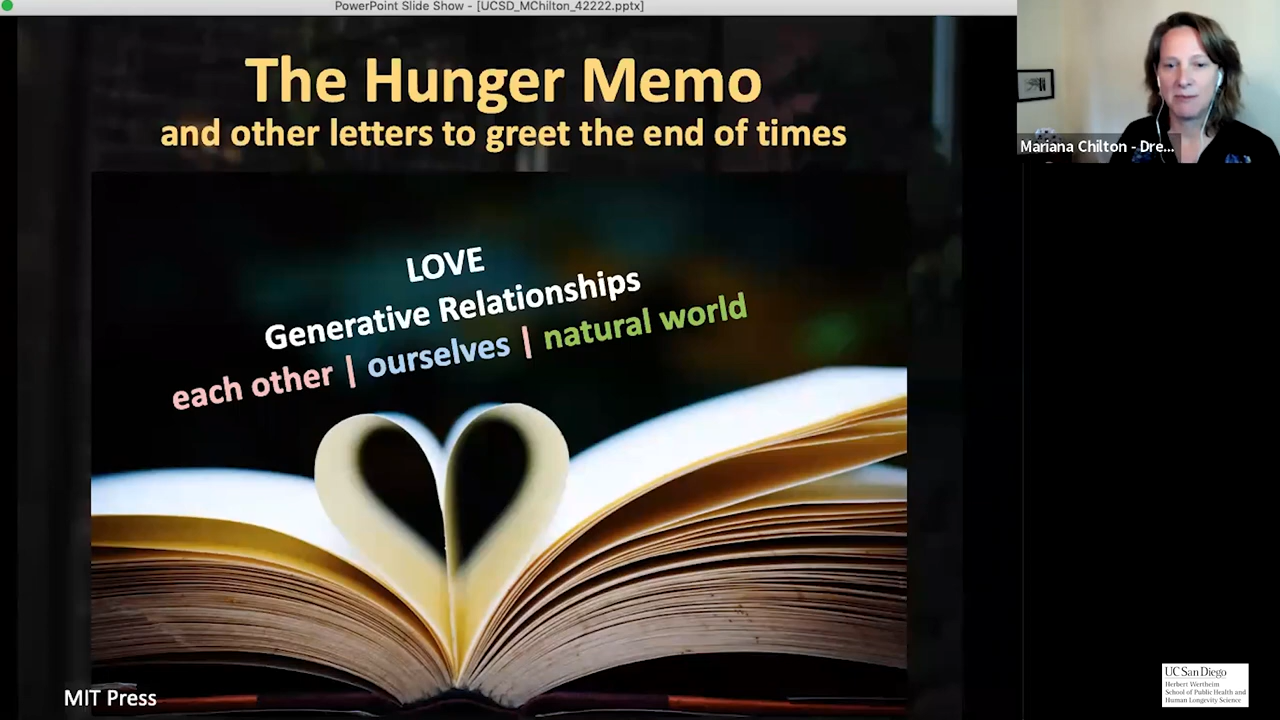 PowerPoint Slide Show - [UCSD_MChilton_42222.pptx]
The Hunger Memo
and other letters to greet the end of times
LOVE
Generative Relationships
each other | ourselves | natural world
MIT Press
Mariana Chilton - Dre...
UC San Diego
Herbert Wertheim
School of Public Health and
Human Longevity Science